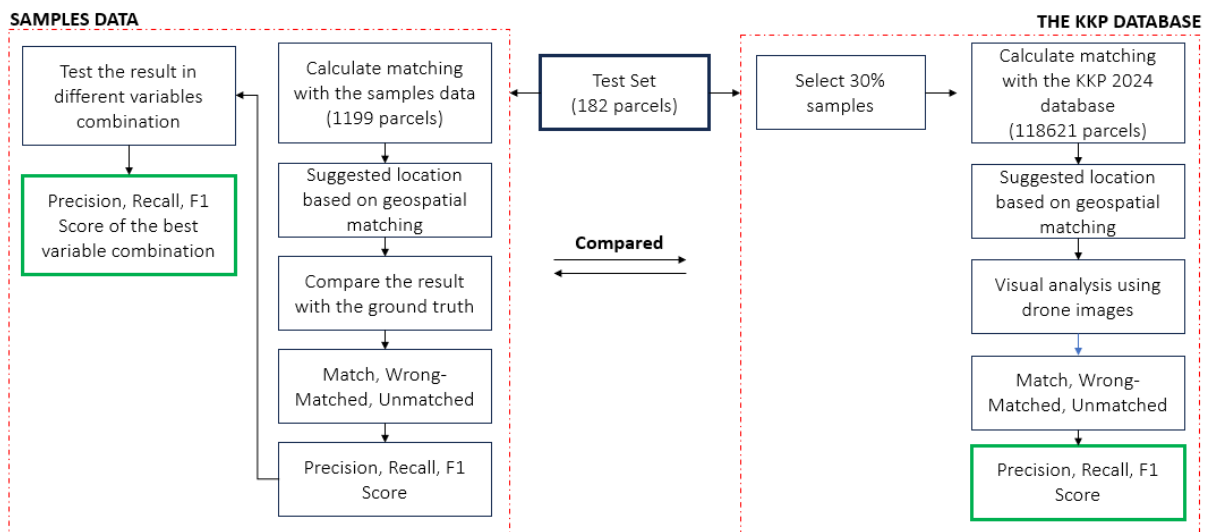 SAMPLES DATA
THE KKP DATABASE
Test the result in
different variables
combination
Precision, Recall, F1
Score of the best
variable combination
Calculate matching
with the samples data
(1199 parcels)
Suggested location
based on geospatial
matching
Compare the result
with the ground truth
Match, Wrong-
Matched, Unmatched
Precision, Recall, F1
Score
Test Set
(182 parcels)
Compared
Select 30%
samples
Calculate matching
with the KKP 2024
database
(118621 parcels)
Suggested location
based on geospatial
matching
Visual analysis using
drone images
Match, Wrong-
Matched, Unmatched
Precision, Recall, F1
Score